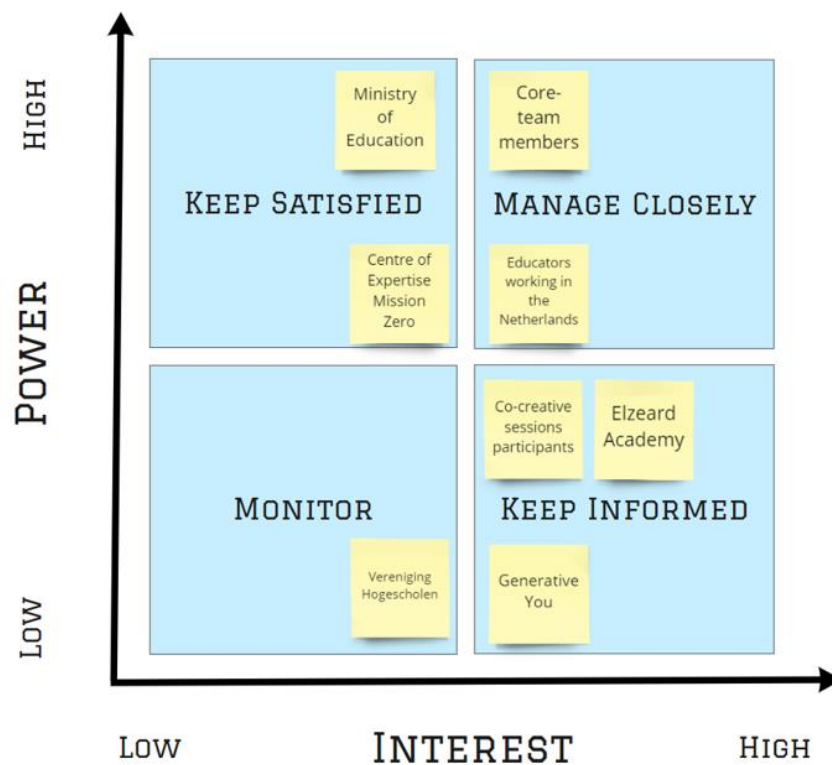 HIGH
Ministry
of
Education
Core-
team
members
KEEP SATISFIED
MANAGE CLOSELY
Centre of
Expertise
Mission
Zero
Educators
working in
the
Netherlands
POWER
Co-creative
sessions
participants
Elzeard
Academy
MONITOR
KEEP INFORMED
Vereniging
Hogescholen
Generative
You
LOW
LOW
INTEREST
HIGH